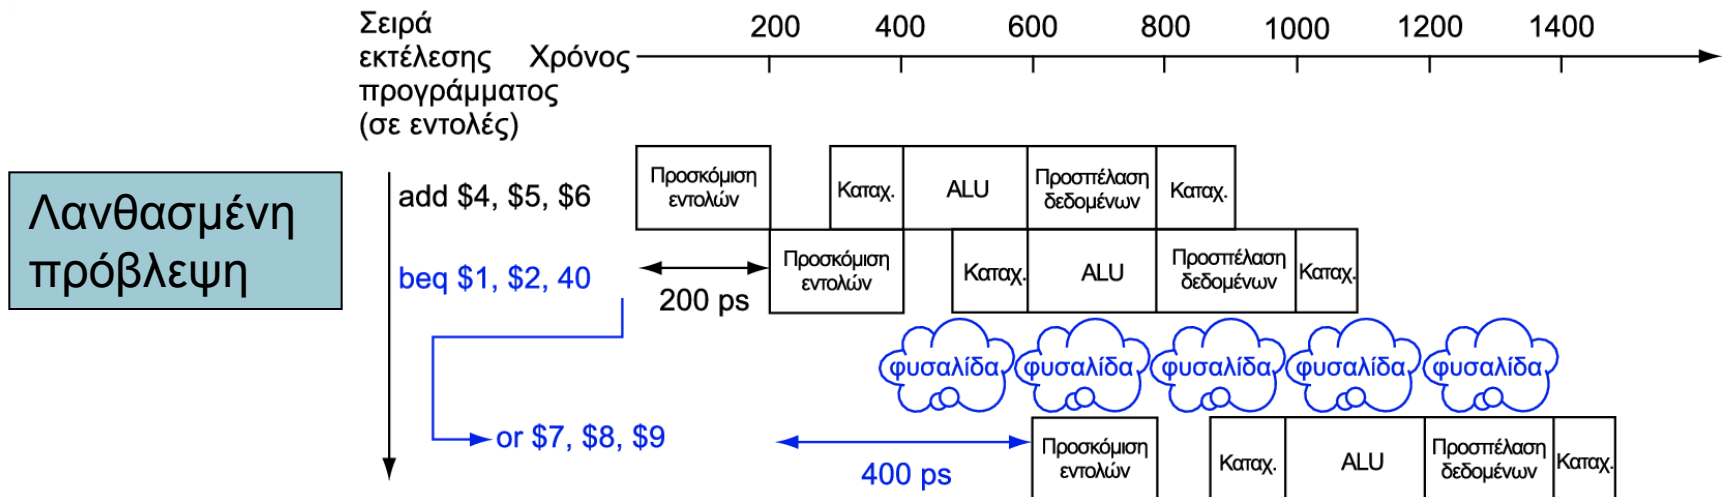 Σειρά
εκτέλεσης Χρόνος
προγράμματος
(σε εντολές)
200 400 600 800 1000 1200 1400
Λανθασμένη
πρόβλεψη
add $4, $5, $6
Προσκόμιση
εντολών
Καταχ.
ALU
Προσπέλαση
δεδομένων
Καταχ.
beq $1, $2, 40
200 ps
Προσκόμιση
εντολών
Καταχ.
ALU
Προσπέλαση
δεδομένων
Καταχ.
φυσαλίδα φυσαλίδα φυσαλίδα φυσαλίδα φυσαλίδα
or $7, $8, $9
400 ps
Προσκόμιση
εντολών
Καταχ.
ALU
Προσπέλαση
δεδομένων
Καταχ.